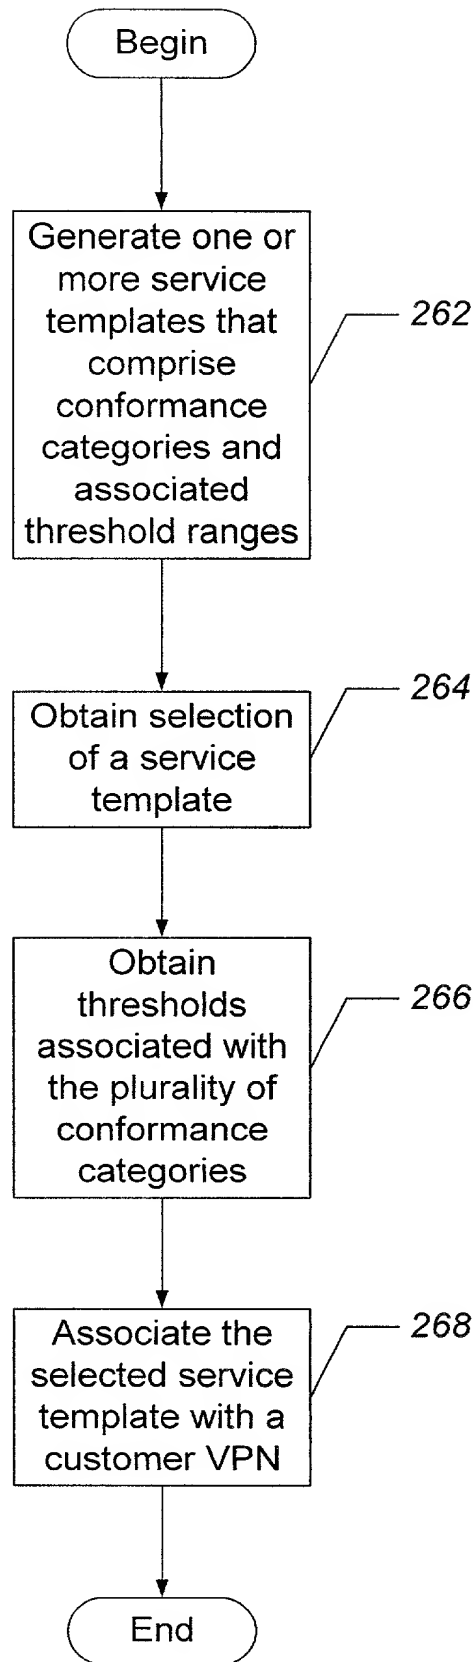 Begin
Generate one or
more service
templates that
comprise
conformance
categories and
associated
threshold ranges
262
Obtain selection
of a service
template
264
Obtain
thresholds
associated with
the plurality of
conformance
categories
266
Associate the
selected service
template with a
customer VPN
268
End